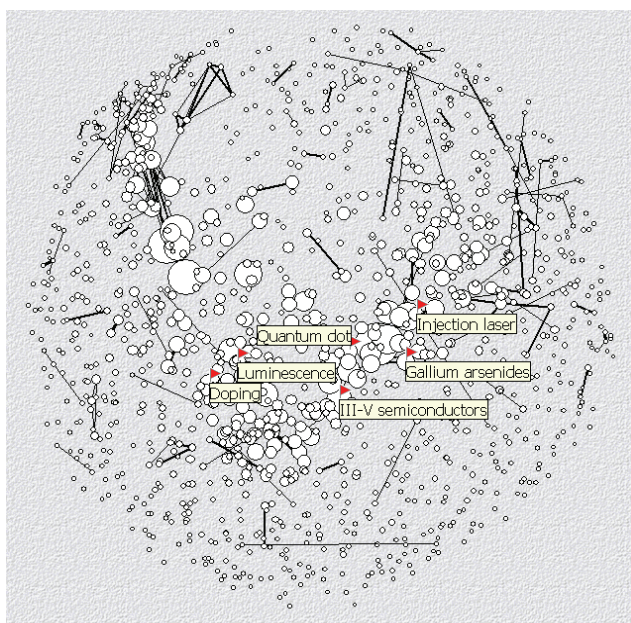 Injection laser
Quantum dot
Luminescence
Gallium arsenides
Doping
III-V semiconductors